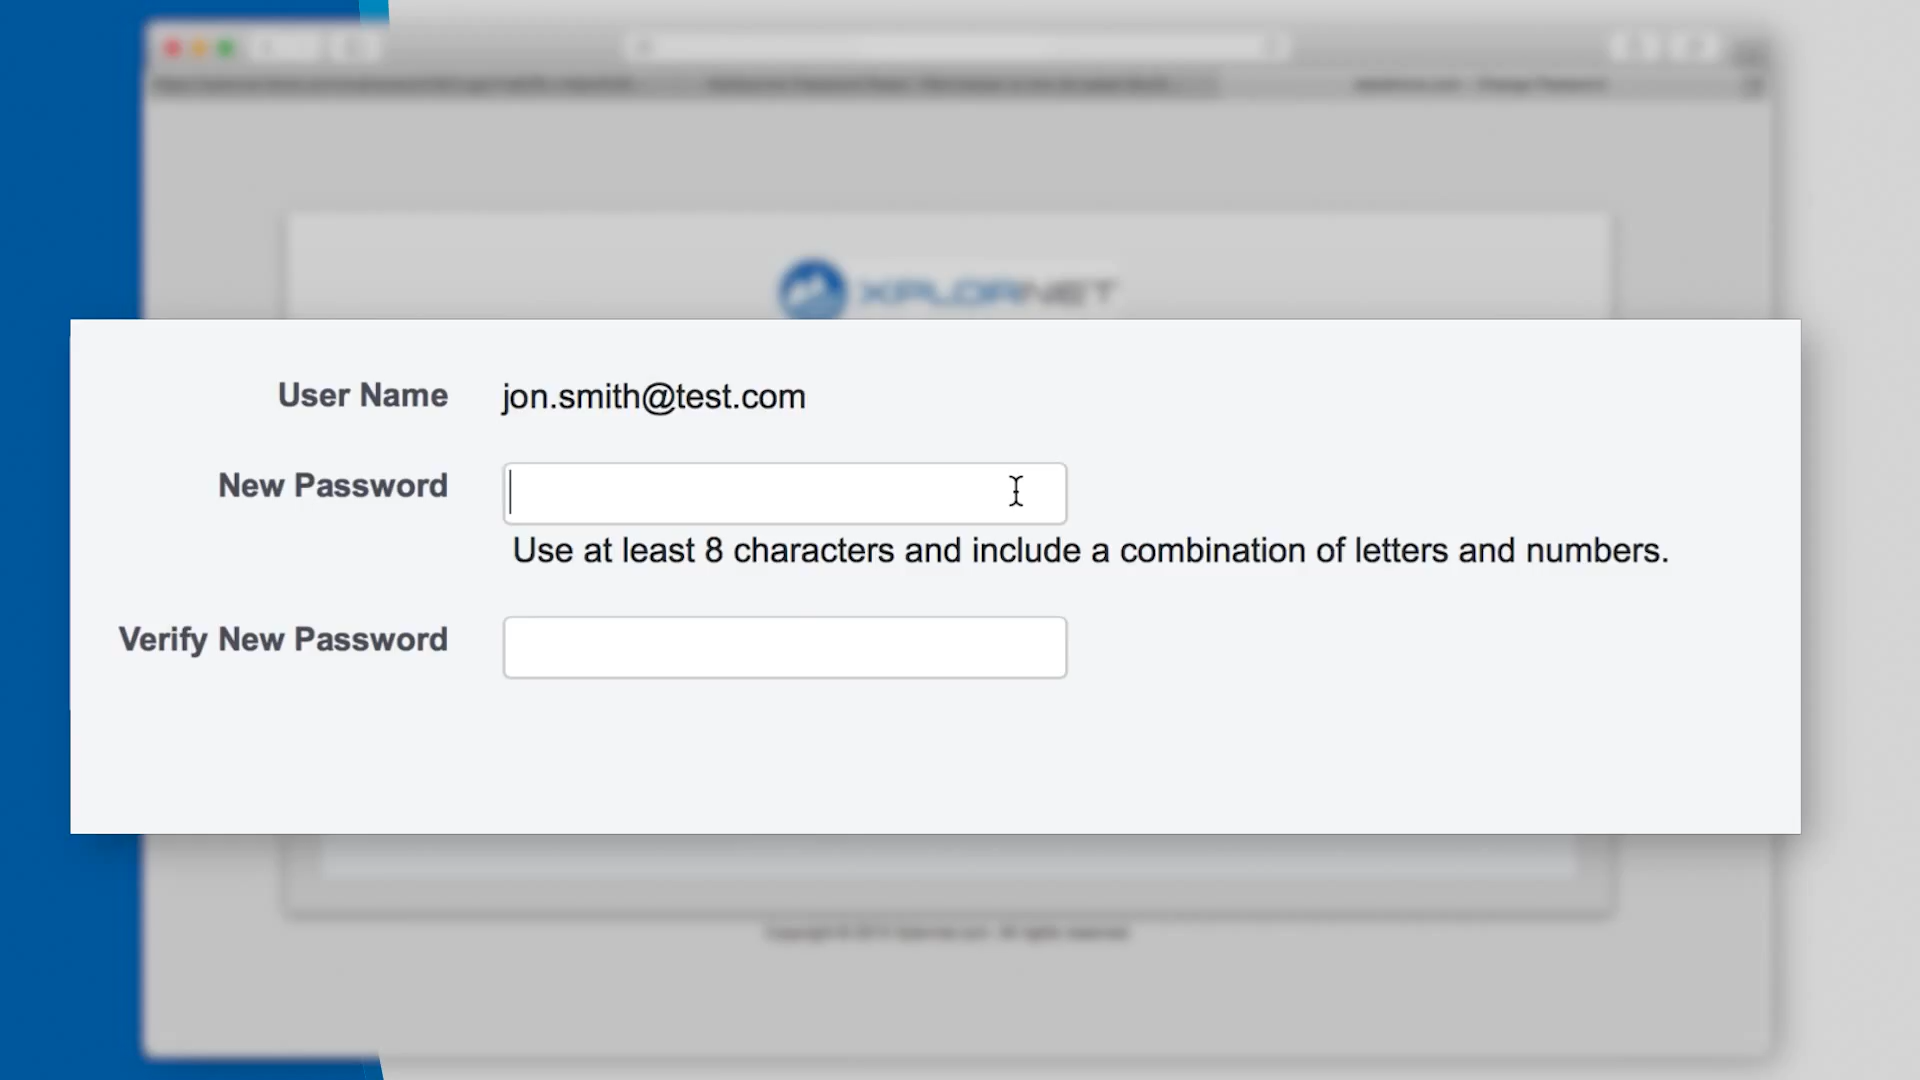 XPLORNET
User Name
jon.smith@test.com
New Password
Use at least 8 characters and include a combination of letters and numbers.
Verify New Password